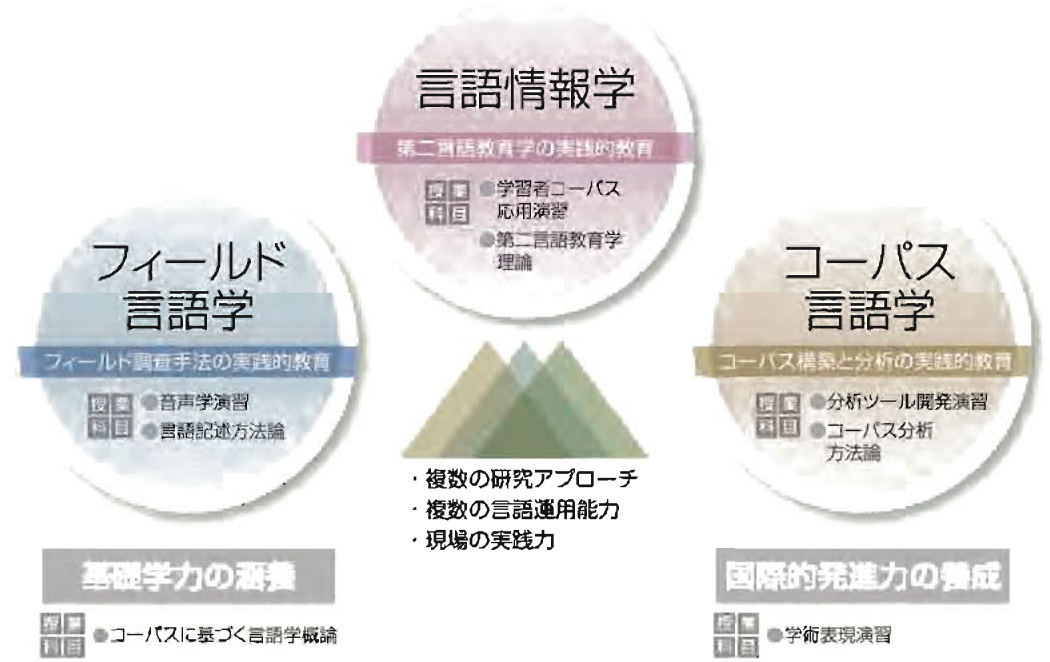 言語情報学
第二言語教育学の実践的教育
授業
科目
●学習者コーパス
応用演習
●第二言語教育学
理論
フィールド
言語学
フィールド調査手法の実践的教育
授業
科目
●音声学演習
●言語記述方法論
コーパス
言語学
コーパス構築と分析の実践的教育
授業
科目
●分析ツール開発演習
●コーパス分析
方法論
・複数の研究アプローチ
・複数の言語運用能力
・現場の実践力
基礎学力の涵養
授業
科目
●コーパスに基づく言語学概論
国際的発進力の養成
授業
科目
●学術表現演習